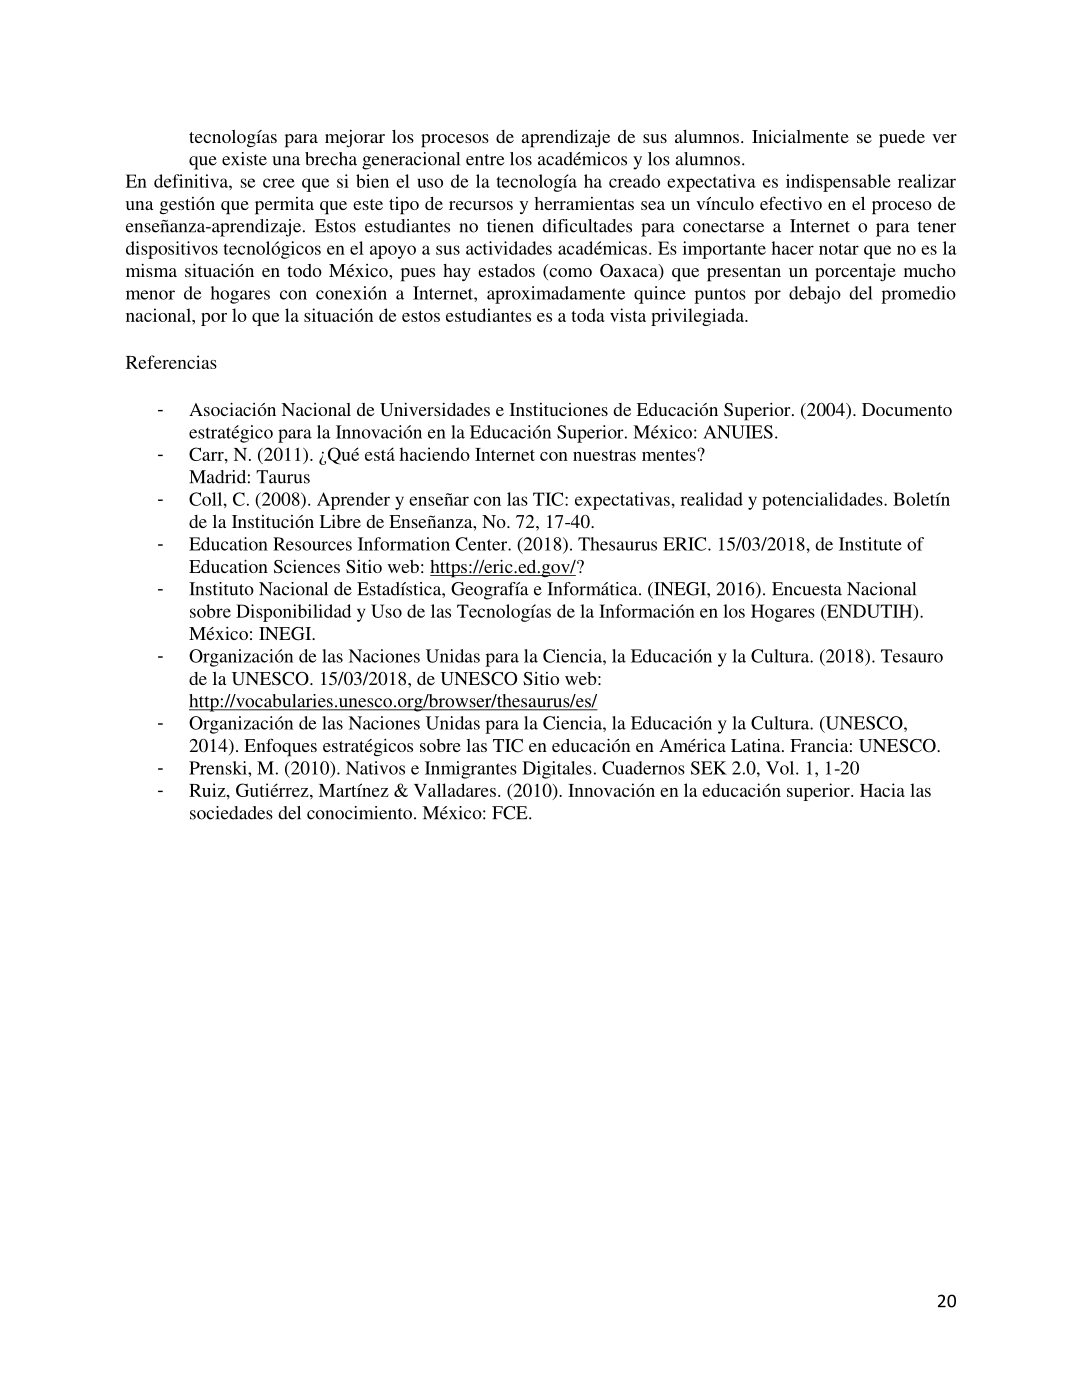 tecnologías para mejorar los procesos de aprendizaje de sus alumnos. Inicialmente se puede ver
que existe una brecha generacional entre los académicos y los alumnos.
En definitiva, se cree que si bien el uso de la tecnología ha creado expectativa es indispensable realizar
una gestión que permita que este tipo de recursos y herramientas sea un vínculo efectivo en el proceso de
enseñanza-aprendizaje. Estos estudiantes no tienen dificultades para conectarse a Internet o para tener
dispositivos tecnológicos en el apoyo a sus actividades académicas. Es importante hacer notar que no es la
misma situación en todo México, pues hay estados (como Oaxaca) que presentan un porcentaje mucho
menor de hogares con conexión a Internet, aproximadamente quince puntos por debajo del promedio
nacional, por lo que la situación de estos estudiantes es a toda vista privilegiada.
Referencias
- Asociación Nacional de Universidades e Instituciones de Educación Superior. (2004). Documento
estratégico para la Innovación en la Educación Superior. México: ANUIES.
- Carr, N. (2011). ¿Qué está haciendo Internet con nuestras mentes?
Madrid: Taurus
- Coll, C. (2008). Aprender y enseñar con las TIC: expectativas, realidad y potencialidades. Boletín
de la Institución Libre de Enseñanza, No. 72, 17-40.
- Education Resources Information Center. (2018). Thesaurus ERIC. 15/03/2018, de Institute of
Education Sciences Sitio web: https://eric.ed.gov/?
- Instituto Nacional de Estadística, Geografía e Informática. (INEGI, 2016). Encuesta Nacional
sobre Disponibilidad y Uso de las Tecnologías de la Información en los Hogares (ENDUTIH).
México: INEGI.
- Organización de las Naciones Unidas para la Ciencia, la Educación y la Cultura. (2018). Tesauro
de la UNESCO. 15/03/2018, de UNESCO Sitio web:
http://vocabularies.unesco.org/browser/thesaurus/es/
- Organización de las Naciones Unidas para la Ciencia, la Educación y la Cultura. (UNESCO,
2014). Enfoques estratégicos sobre las TIC en educación en América Latina. Francia: UNESCO.
- Prenski, M. (2010). Nativos e Inmigrantes Digitales. Cuadernos SEK 2.0, Vol. 1, 1-20
- Ruiz, Gutiérrez, Martínez & Valladares. (2010). Innovación en la educación superior. Hacia las
sociedades del conocimiento. México: FCE.
20